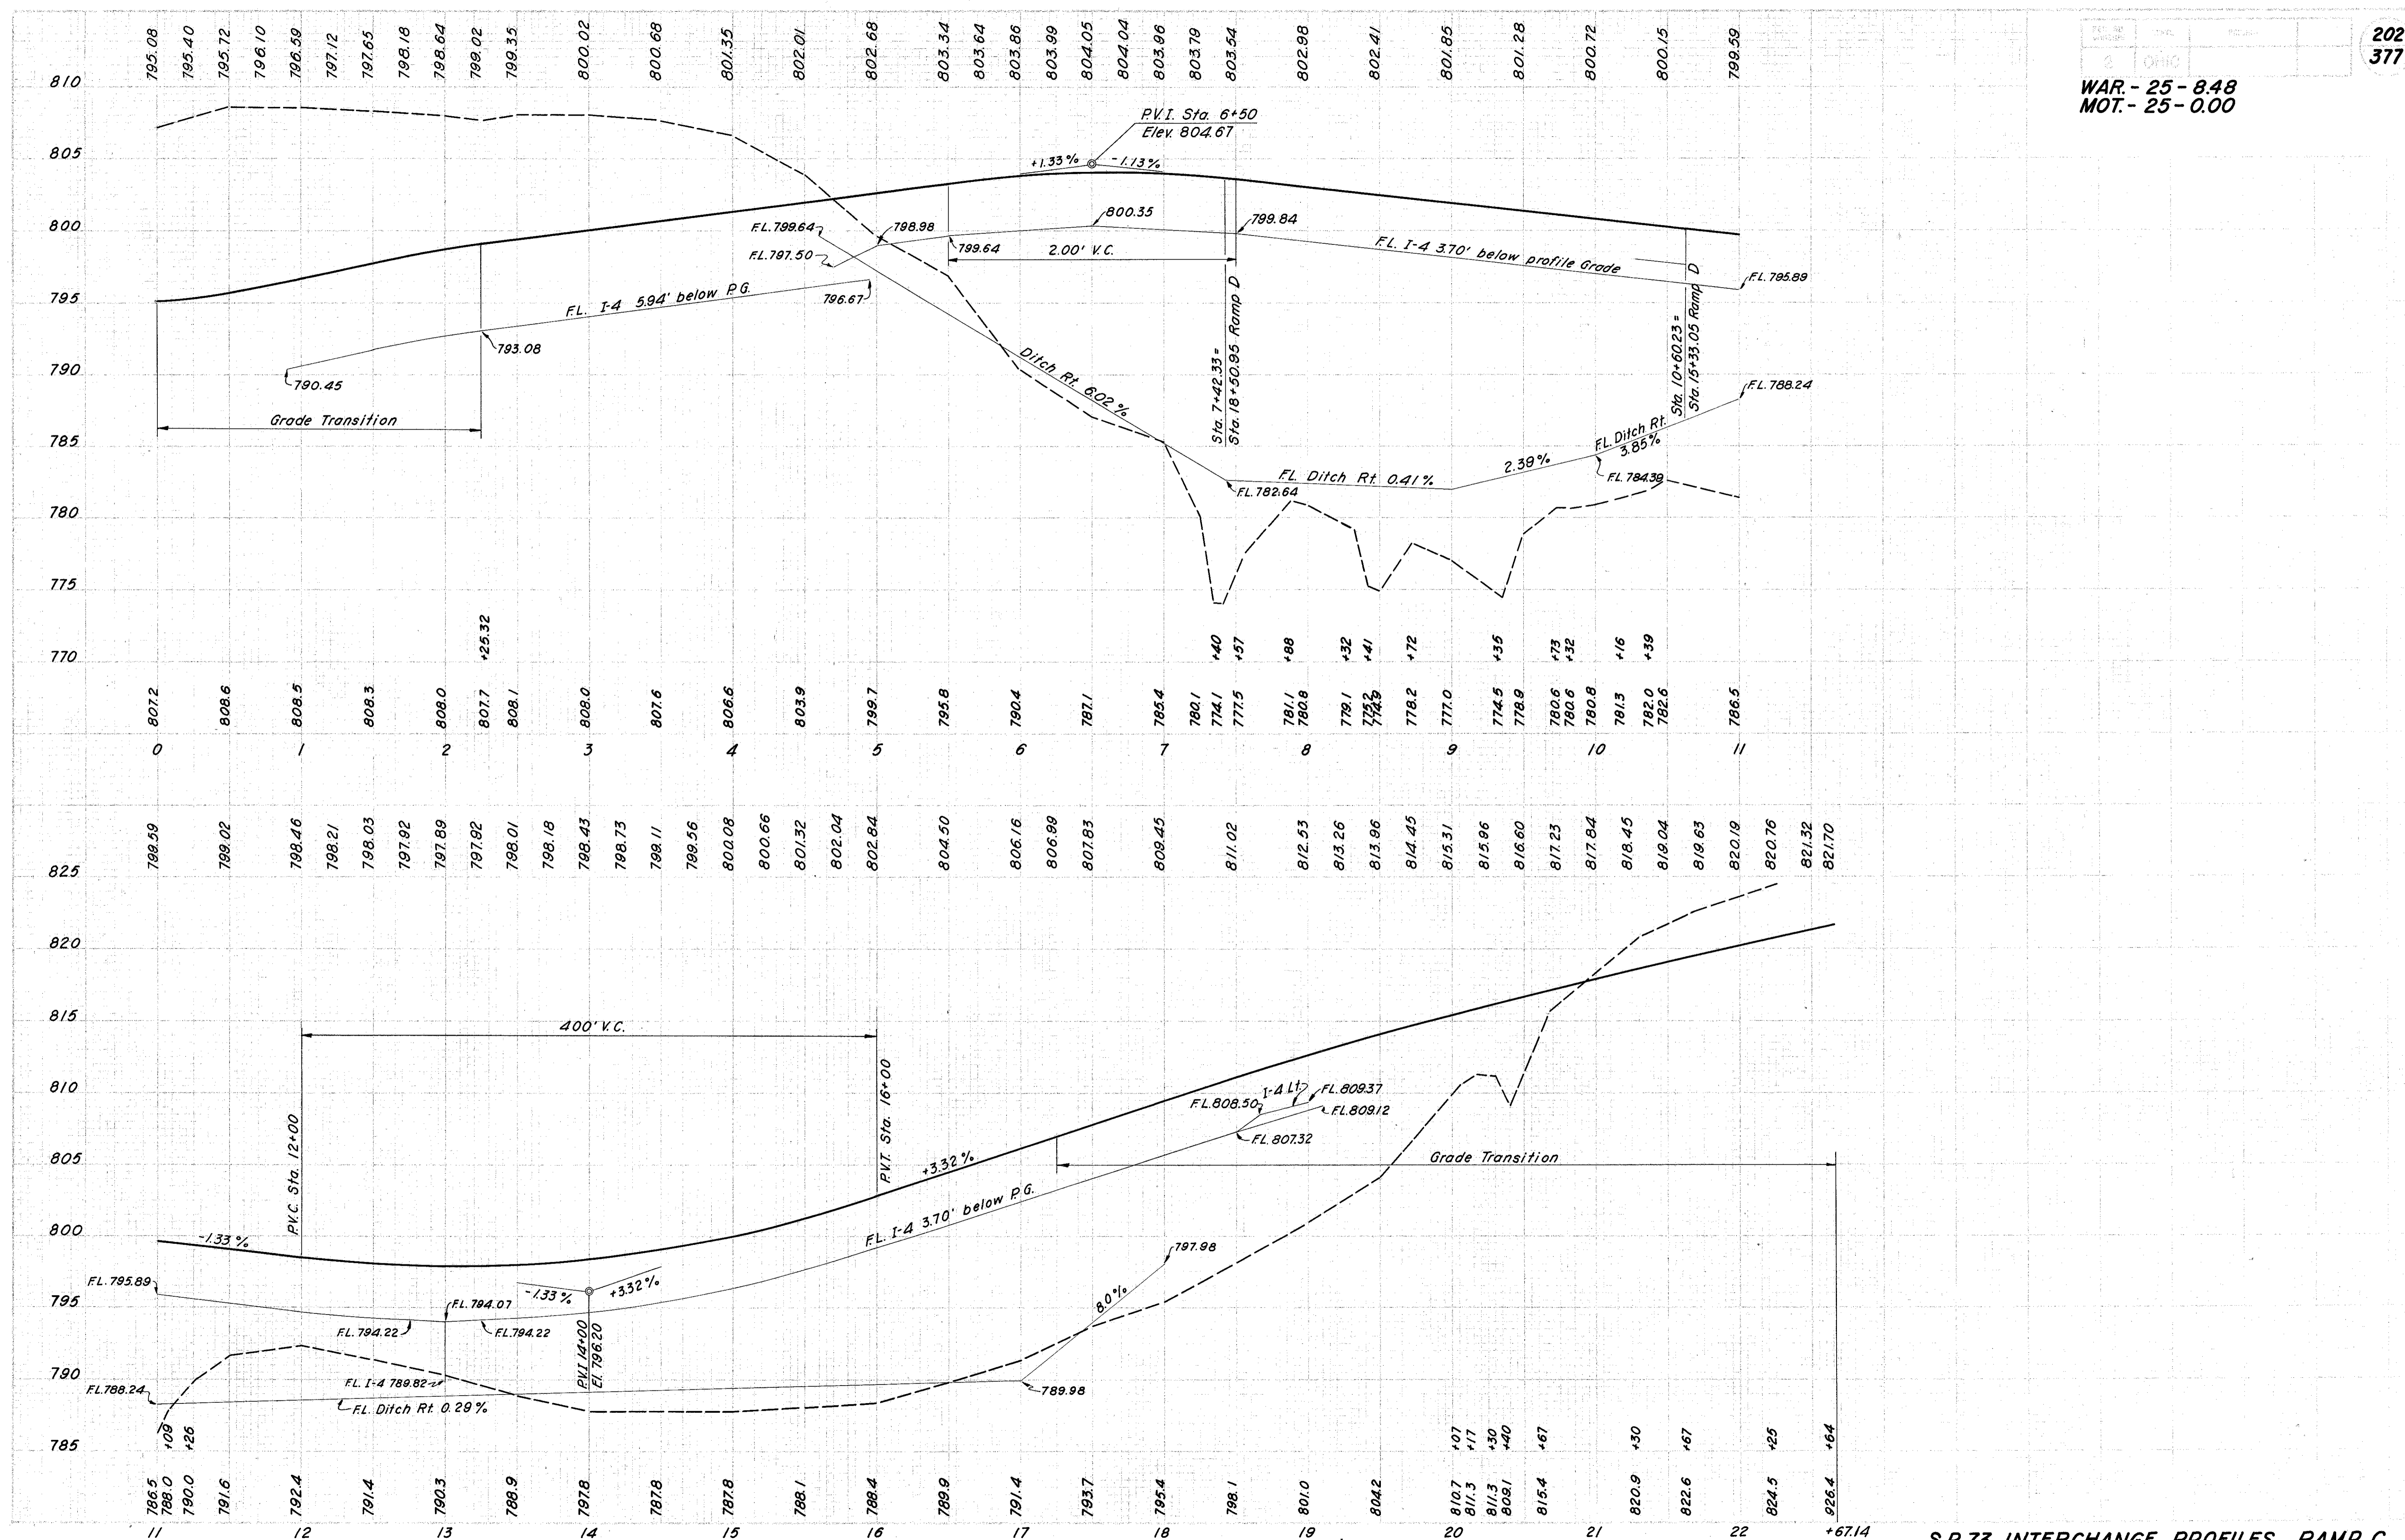 795.08 795.40 795.72 796.10 796.59 797.12 797.65 798.18 798.64 799.02 799.35 800.02 800.68 801.35 802.01 802.68 803.34 803.64 803.86 803.99 804.05 804.04 803.96 803.79 803.54 802.98 802.41 801.85 801.28 800.72 800.15 799.59
202
377
OHIO
WAR. - 25 - 8.48
MOT. - 25 - 0.00
810
P.V.I. Sta. 6+50
Elev. 804.67
805
+1.33% -1.13%
800
F.L. 799.64 798.98 800.35 799.84
F.L. 797.50 799.64 2.00' V.C. F.L. I-4 3.70' below profile Grade
795
F.L. I-4 5.94' below P.G. 796.67 F.L. 795.89
793.08
Sta. 7+42.33 =
Sta. 18+50.95 Ramp D
Sta. 10+60.23 =
Sta. 15+33.05 Ramp D
790
790.45 Ditch Rt. 6.02% F.L. 788.24
Grade Transition
785
F.L. Ditch Rt.
3.85%
F.L. Ditch Rt. 0.41% 2.39% F.L. 784.39
F.L. 782.64
780
775
770
+25.32 +40 +57 +88 +32 +41 +72 +35 +73 +32 +16 +39
807.2 808.6 808.5 808.3 808.0 807.7 808.1 808.0 807.6 806.6 803.9 799.7 795.8 790.4 787.1 785.4 780.1 774.1 777.5 781.1 780.8 779.1 775.2 774.9 778.2 777.0 774.5 778.9 780.6 780.6 780.8 781.3 782.0 782.6 786.5
0 1 2 3 4 5 6 7 8 9 10 11
799.59 799.02 798.46 798.21 798.03 797.92 797.89 797.92 798.01 798.18 798.43 798.73 799.11 799.56 800.08 800.66 801.32 802.04 802.84 804.50 806.16 806.99 807.83 809.45 811.02 812.53 813.26 813.96 814.45 815.31 815.96 816.60 817.23 817.84 818.45 819.04 819.63 820.19 820.76 821.32 821.70
825
820
815
400' V.C.
810
P.V.C. Sta. 12+00
P.V.T. Sta. 16+00
I-4 Lt. F.L. 809.37
F.L. 808.50 F.L. 809.12
F.L. 807.32
805
+3.32% Grade Transition
800
-1.33% F.L. I-4 3.70' below P.G.
797.98
F.L. 795.89
795
F.L. 794.07 -1.33% +3.32% 8.0%
F.L. 794.22 F.L. 794.22
P.V.I 14+00
El. 796.20
790
F.L. 788.24 F.L. I-4 789.82 789.98
F.L. Ditch Rt. 0.29%
785
+09 +26 +07 +17 +30 +40 +67 +30 +67 +25 +64
786.5 788.0 790.0 791.6 792.4 791.4 790.3 788.9 797.8 787.8 787.8 788.1 788.4 789.9 791.4 793.7 795.4 798.1 801.0 804.2 810.7 811.3 811.3 809.1 815.4 820.9 822.6 824.5 926.4
11 12 13 14 15 16 17 18 19 20 21 22 +67.14
S.R. 73 INTERCHANGE PROFILES - RAMP C